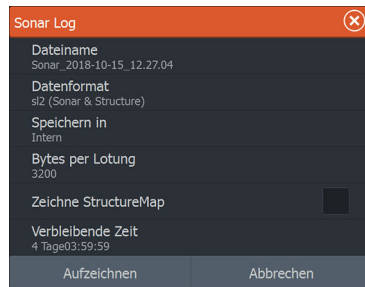 Sonar Log
Dateiname
Sonar_2018-10-15_12.27.04
Datenformat
sl2 (Sonar & Structure)
Speichern in
Intern
Bytes per Lotung
3200
Zeichne StructureMap
Verbleibende Zeit
4 Tage03:59:59
Aufzeichnen
Abbrechen